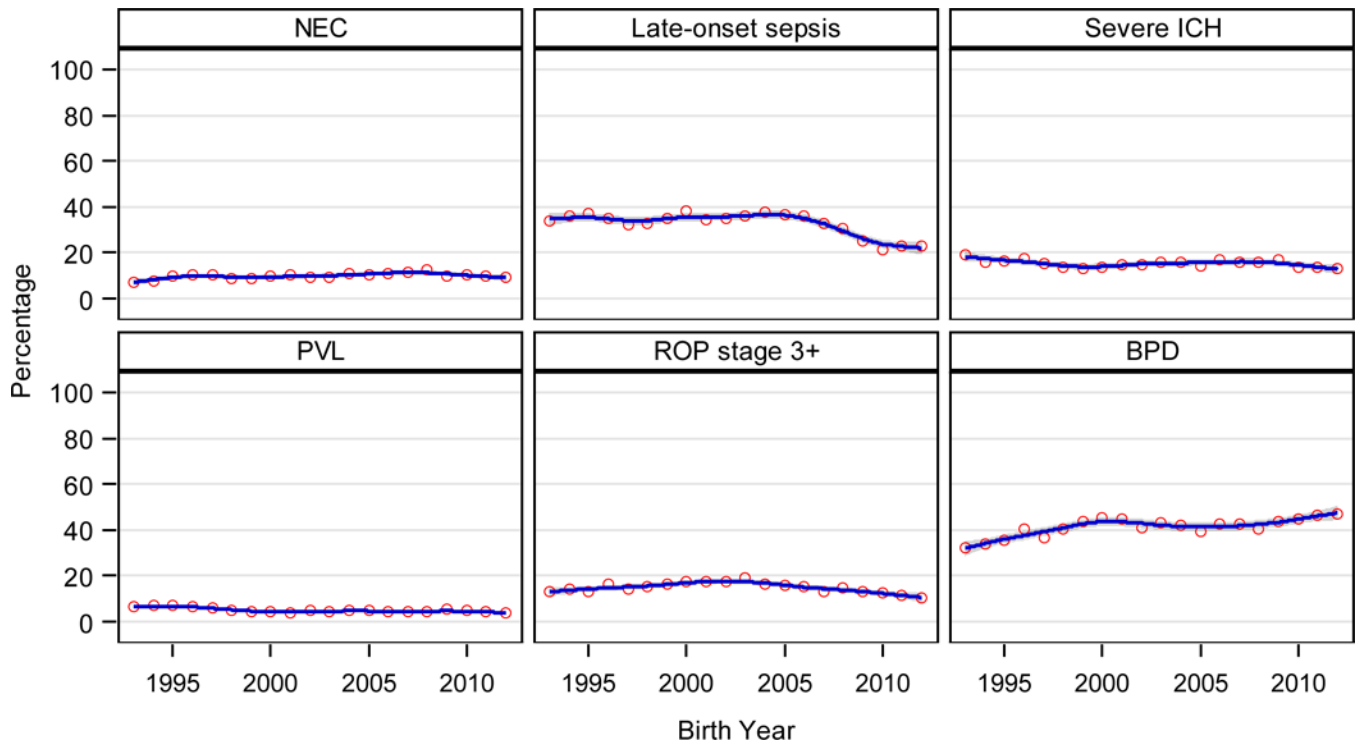 NEC Late-onset sepsis Severe ICH
100
80
60
40
20
0
Percentage
PVL ROP stage 3+ BPD
100
80
60
40
20
0
1995 2000 2005 2010 1995 2000 2005 2010 1995 2000 2005 2010
Birth Year